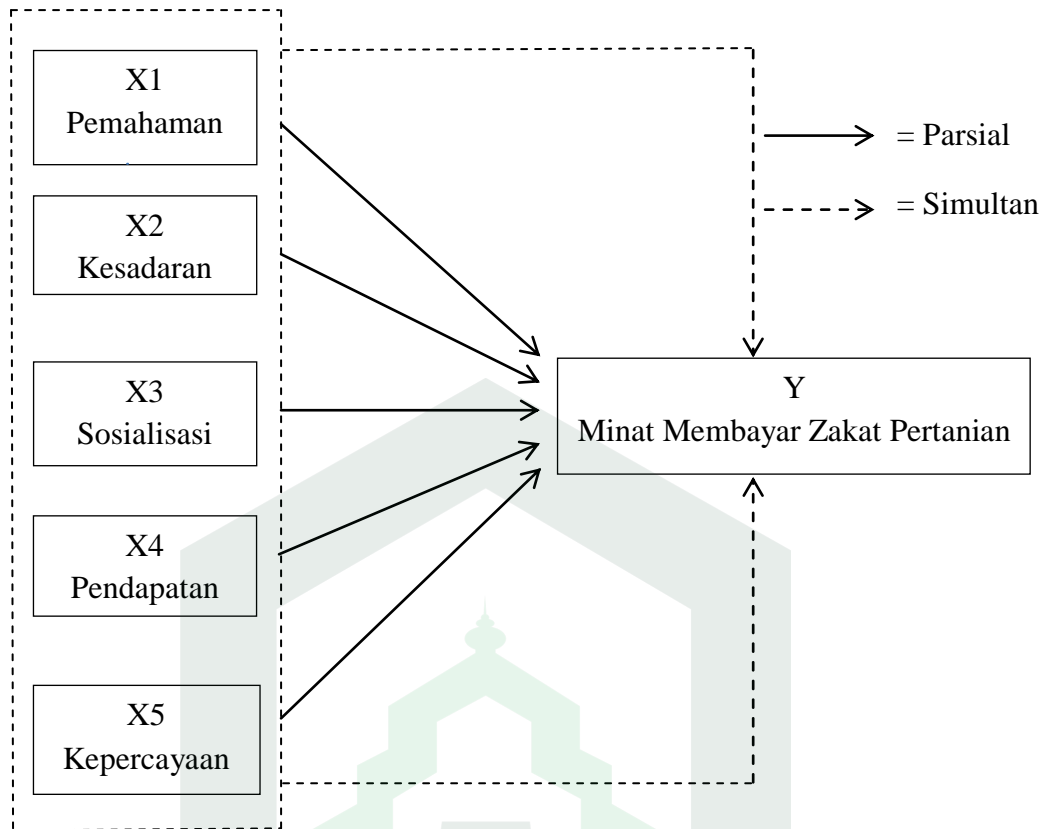 X1
Pemahaman
X2
Kesadaran
X3
Sosialisasi
X4
Pendapatan
X5
Kepercayaan
Y
Minat Membayar Zakat Pertanian
= Parsial
= Simultan